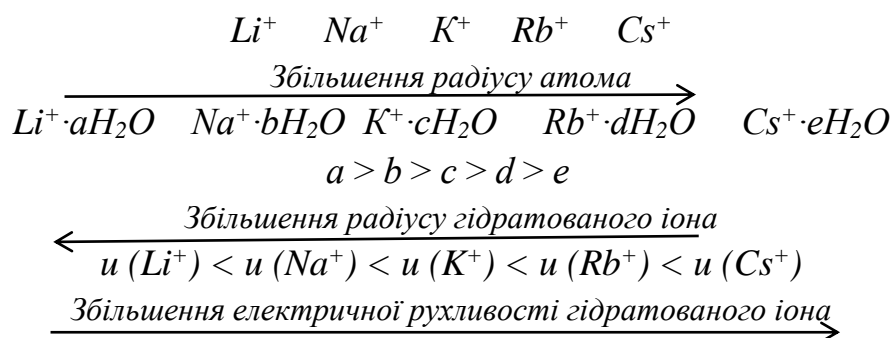 Li⁺ Na⁺ К⁺ Rb⁺ Cs⁺
Збільшення радіусу атома
Li⁺·aH₂O Na⁺·bH₂O К⁺·cH₂O Rb⁺·dH₂O Cs⁺·eH₂O
a > b > c > d > e
Збільшення радіусу гідратованого іона
u (Li⁺) < u (Na⁺) < u (K⁺) < u (Rb⁺) < u (Cs⁺)
Збільшення електричної рухливості гідратованого іона